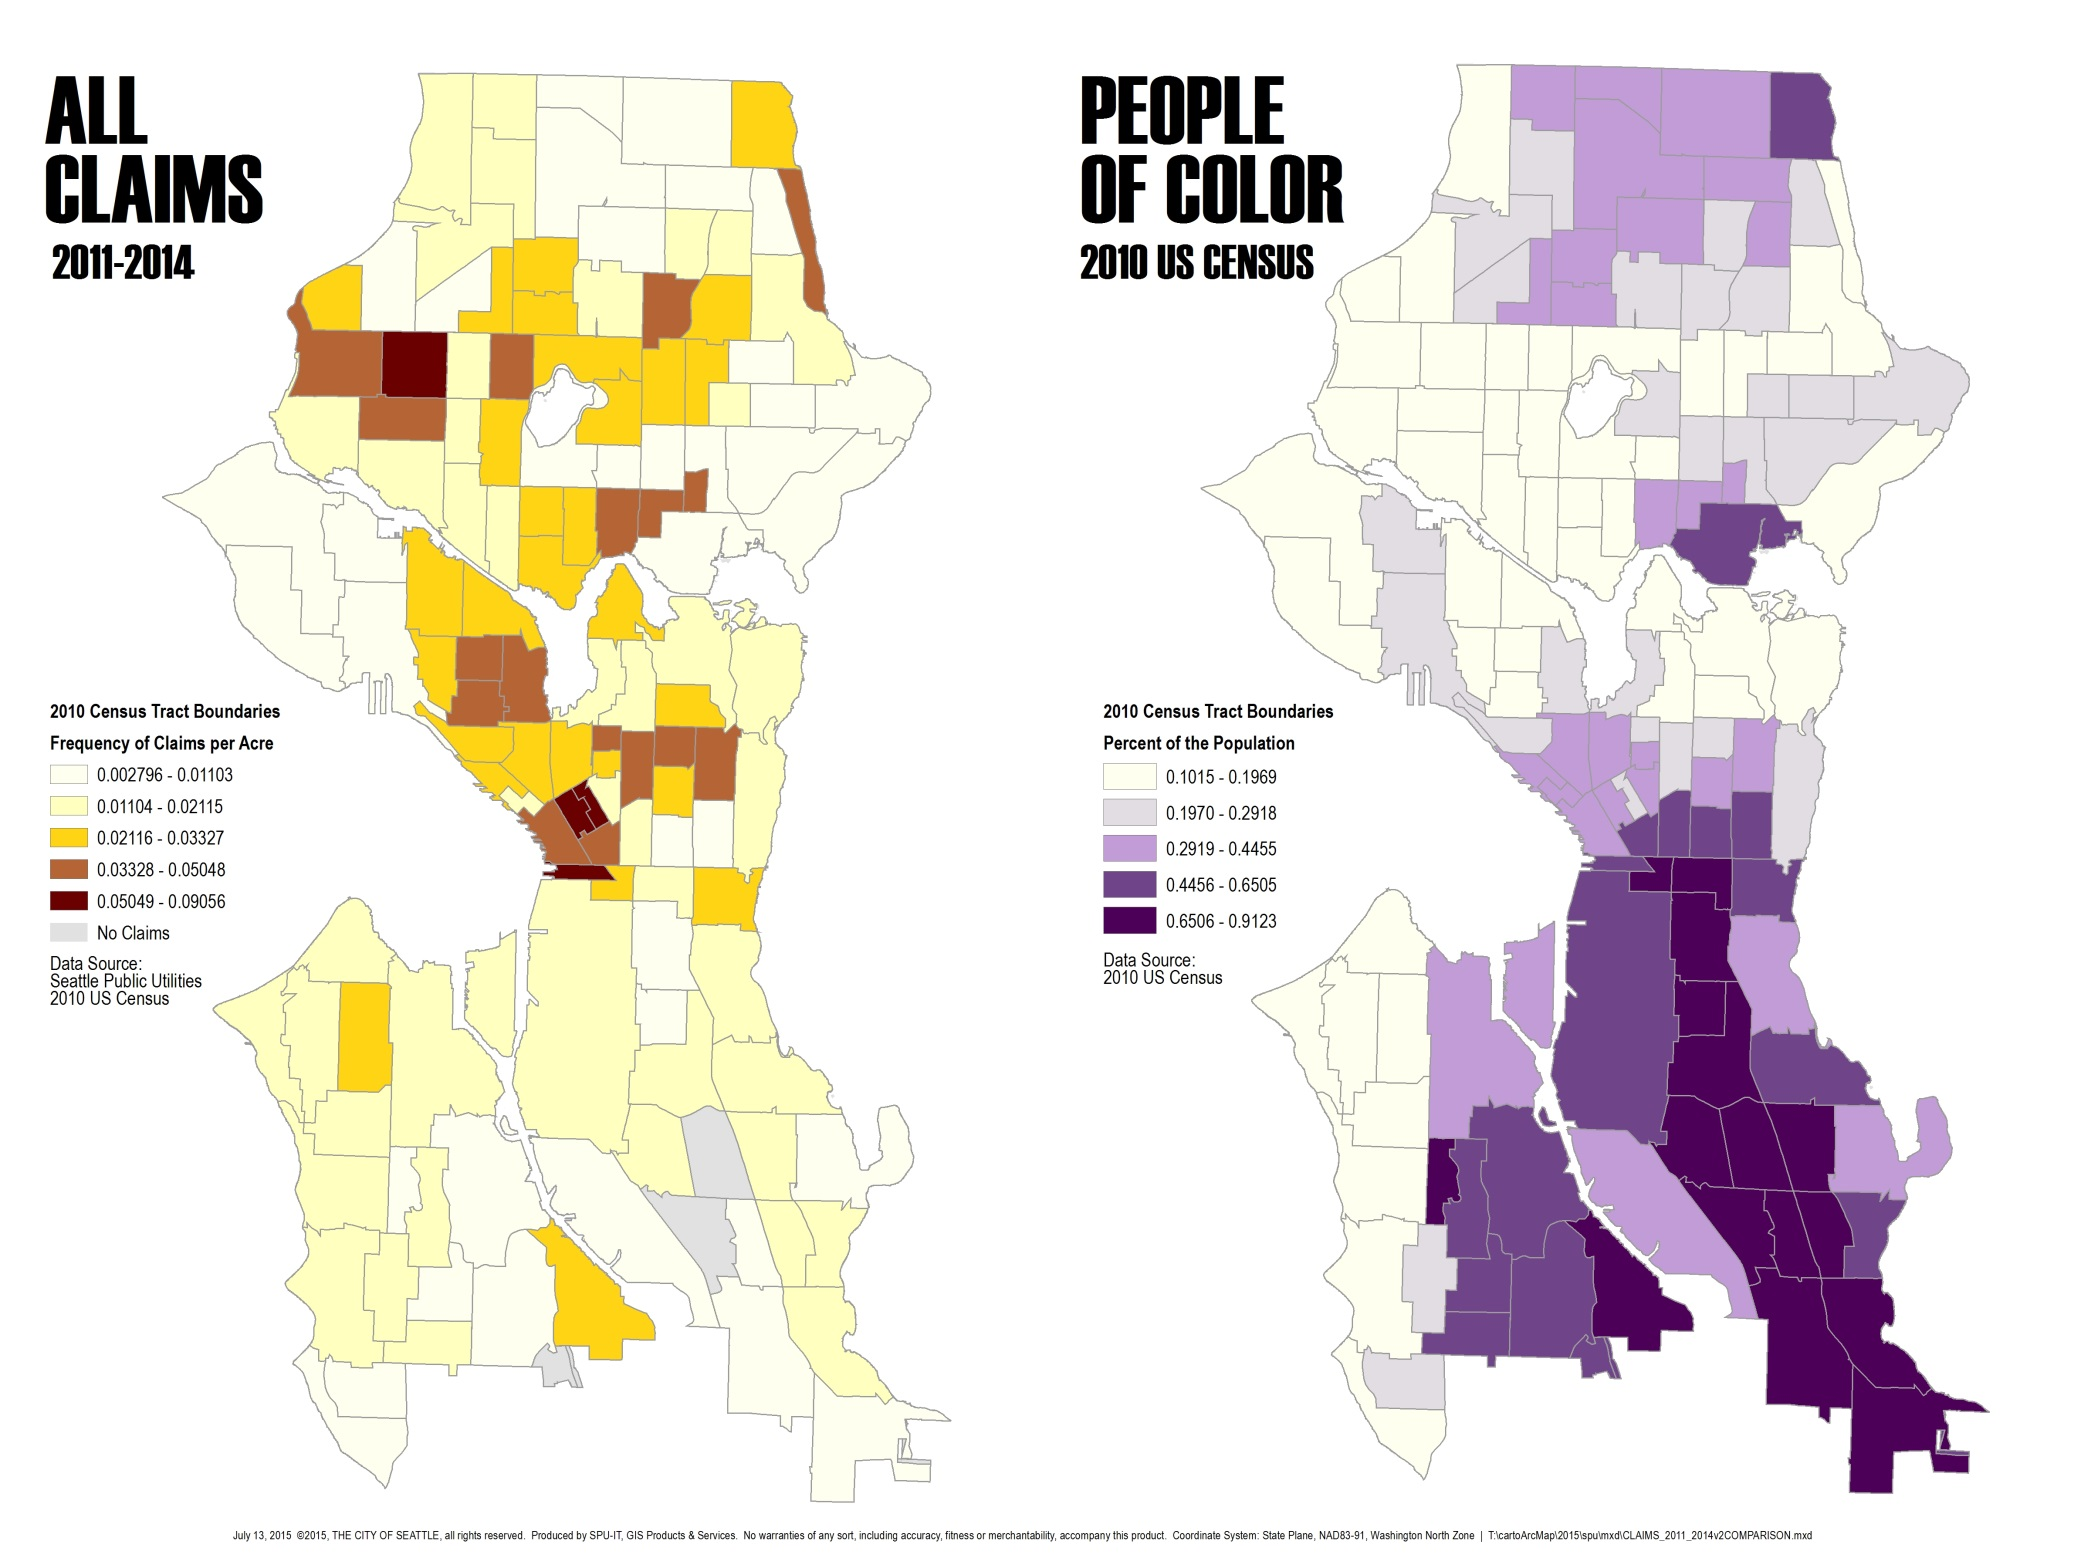 ALL
CLAIMS
2011-2014
2010 Census Tract Boundaries
Frequency of Claims per Acre
0.002796 - 0.01103
0.01104 - 0.02115
0.02116 - 0.03327
0.03328 - 0.05048
0.05049 - 0.09056
No Claims
Data Source:
Seattle Public Utilities
2010 US Census
PEOPLE
OF COLOR
2010 US CENSUS
2010 Census Tract Boundaries
Percent of the Population
0.1015 - 0.1969
0.1970 - 0.2918
0.2919 - 0.4455
0.4456 - 0.6505
0.6506 - 0.9123
Data Source:
2010 US Census
July 13, 2015 ©2015, THE CITY OF SEATTLE, all rights reserved. Produced by SPU-IT, GIS Products & Services. No warranties of any sort, including accuracy, fitness or merchantability, accompany this product. Coordinate System: State Plane, NAD83-91, Washington North Zone | T:\cartoArcMap\2015\spu\mxd\CLAIMS_2011_2014v2COMPARISON.mxd